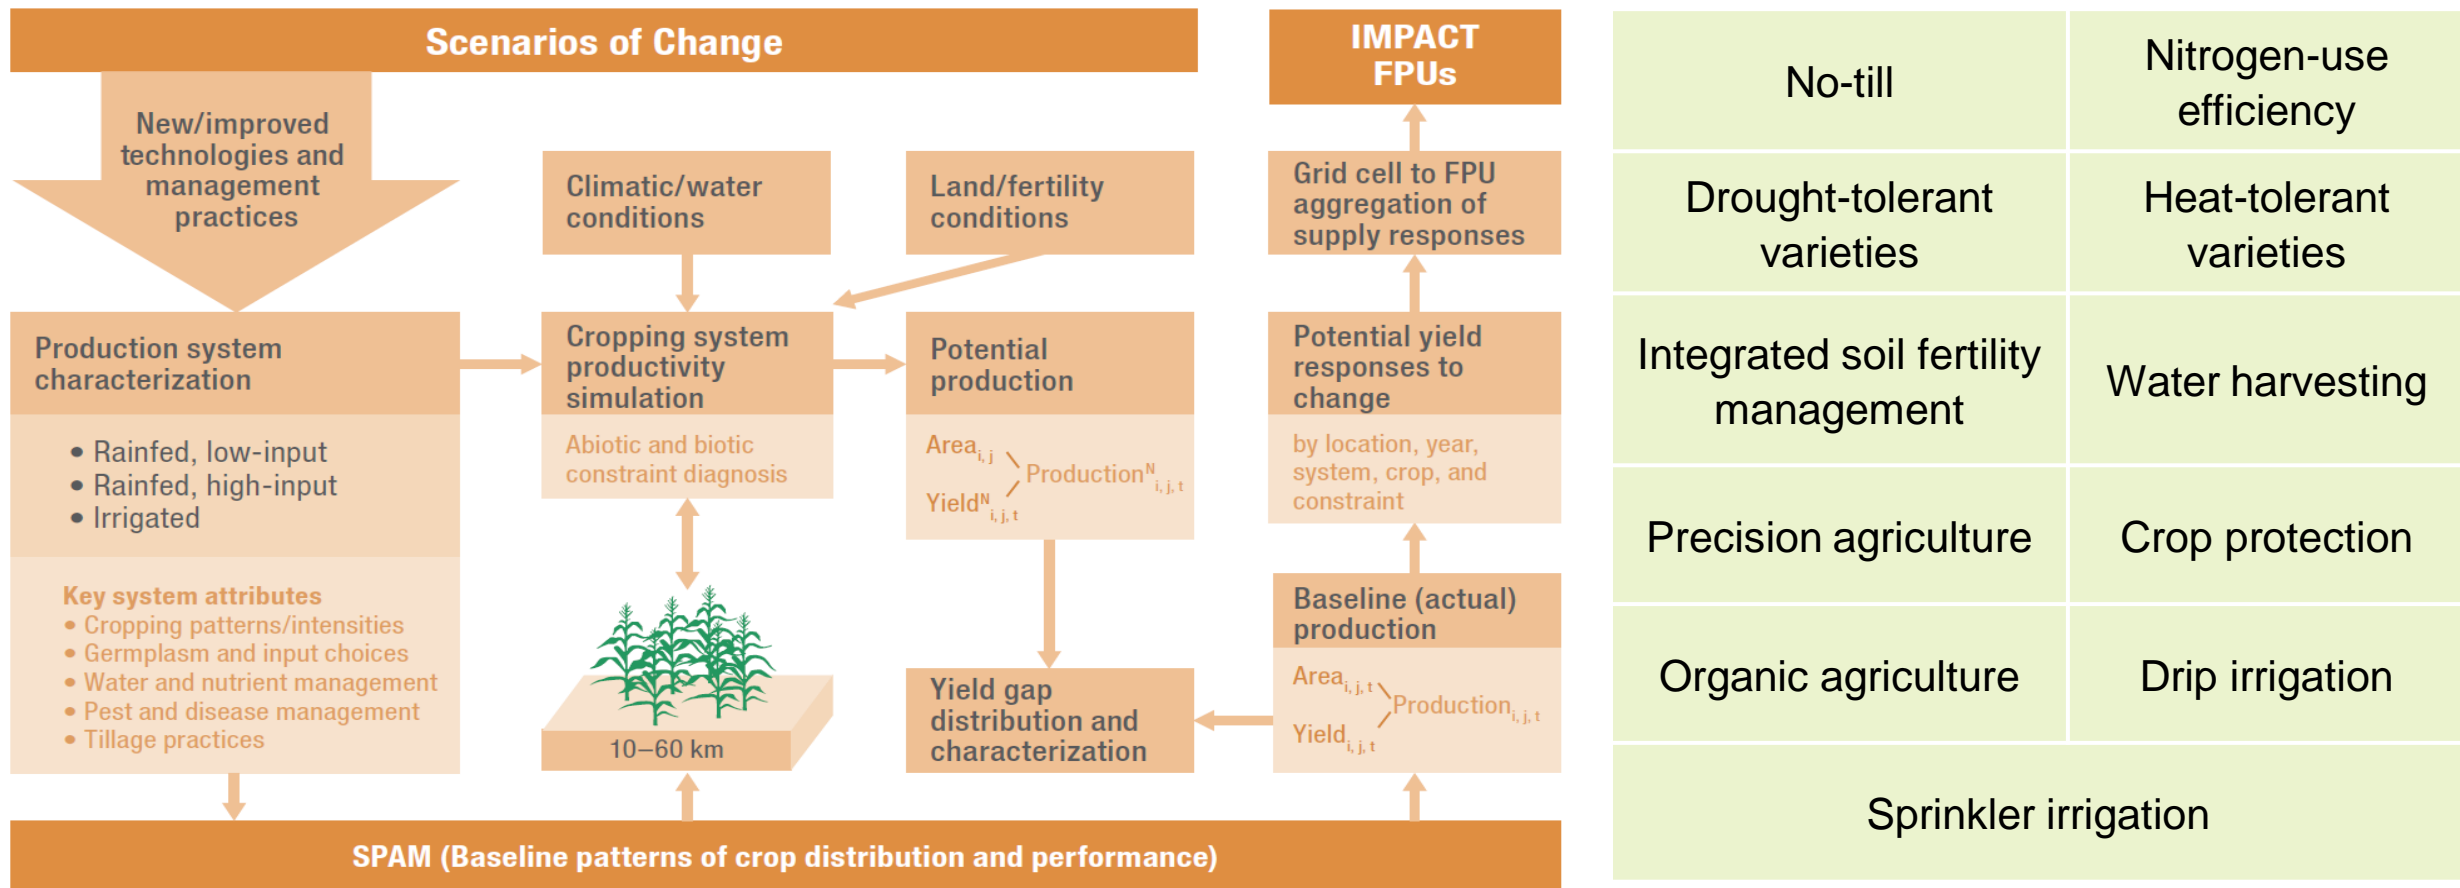 Scenarios of Change
New/improved
technologies and
management
practices
Production system
characterization
• Rainfed, low-input
• Rainfed, high-input
• Irrigated
Key system attributes
• Cropping patterns/intensities
• Germplasm and input choices
• Water and nutrient management
• Pest and disease management
• Tillage practices
Climatic/water
conditions
Cropping system
productivity
simulation
Abiotic and biotic
constraint diagnosis
10–60 km
Land/fertility
conditions
Potential
production
Area i, j
Production N i, j, t
Yield N i, j, t
Yield gap
distribution and
characterization
IMPACT
FPUs
Grid cell to FPU
aggregation of
supply responses
Potential yield
responses to
change
by location, year,
system, crop, and
constraint
Baseline (actual)
production
Area i, j, t
Production i, j, t
Yield i, j, t
SPAM (Baseline patterns of crop distribution and performance)
No-till
Nitrogen-use
efficiency
Drought-tolerant
varieties
Heat-tolerant
varieties
Integrated soil fertility
management
Water harvesting
Precision agriculture
Crop protection
Organic agriculture
Drip irrigation
Sprinkler irrigation